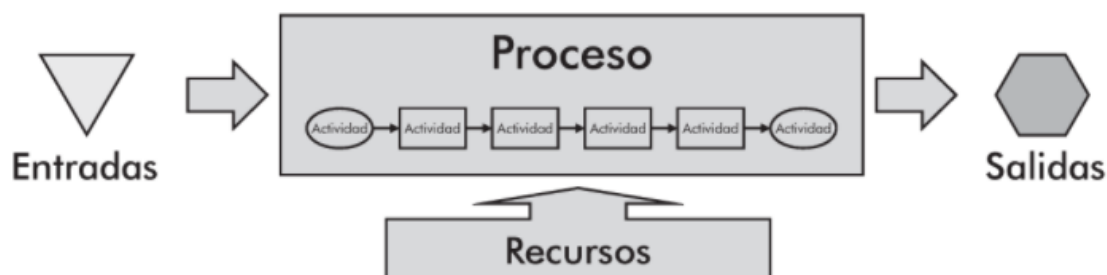 Proceso
Actividad Actividad Actividad Actividad Actividad Actividad
Entradas
Salidas
Recursos